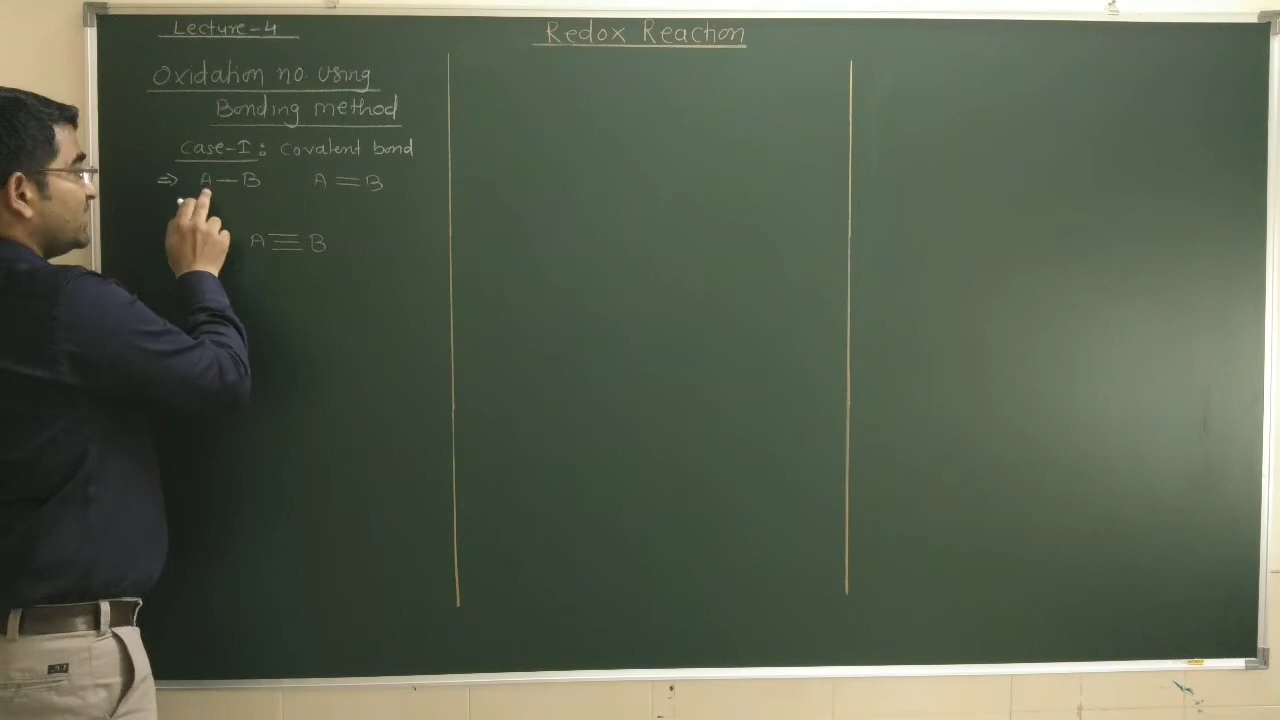 Lecture-4
Redox Reaction
Oxidation no. using
Bonding method
Case-I: Covalent bond
⇒ A—B A=B
A≡B